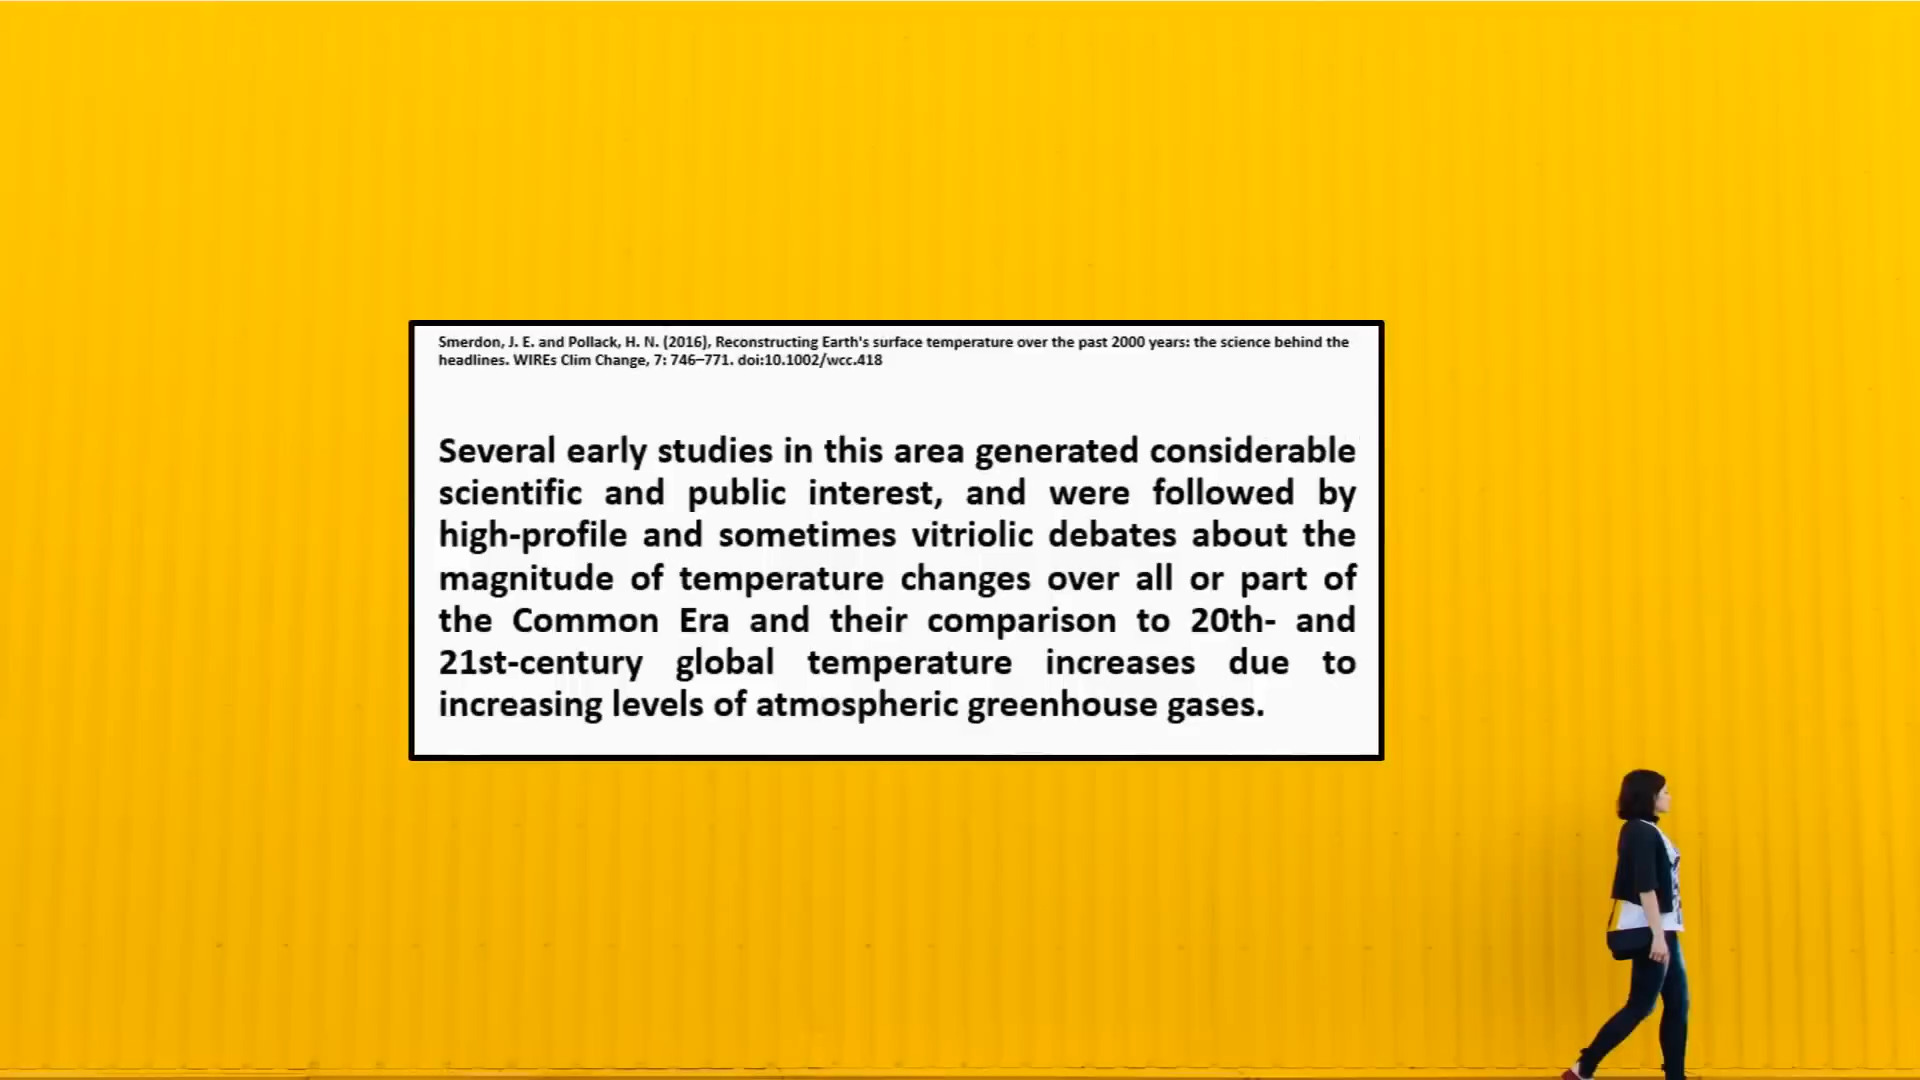 Smerdon, J. E. and Pollack, H. N. (2016), Reconstructing Earth's surface temperature over the past 2000 years: the science behind the
headlines. WIREs Clim Change, 7: 746–771. doi:10.1002/wcc.418
Several early studies in this area generated considerable
scientific and public interest, and were followed by
high-profile and sometimes vitriolic debates about the
magnitude of temperature changes over all or part of
the Common Era and their comparison to 20th- and
21st-century global temperature increases due to
increasing levels of atmospheric greenhouse gases.